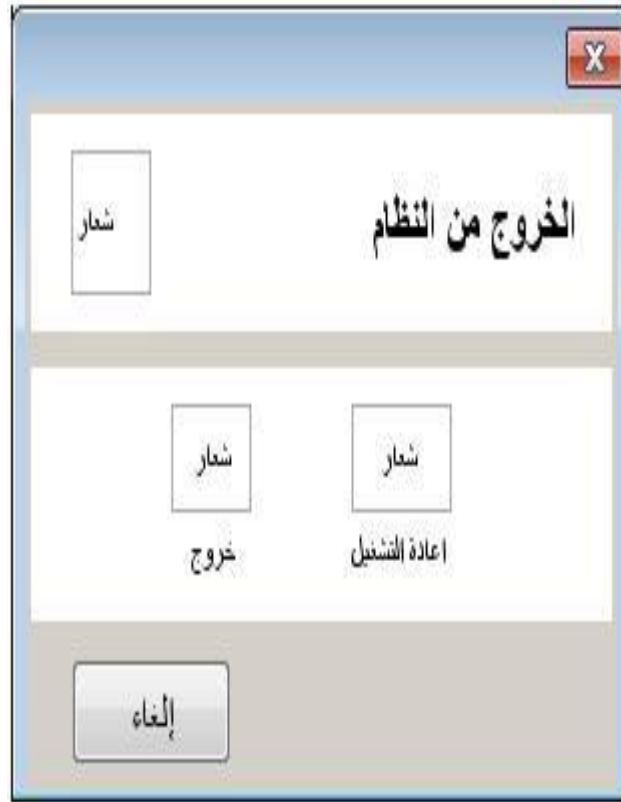 الخروج من النظام
شعار
شعار
شعار
اعادة التشغيل
خروج
إلغاء